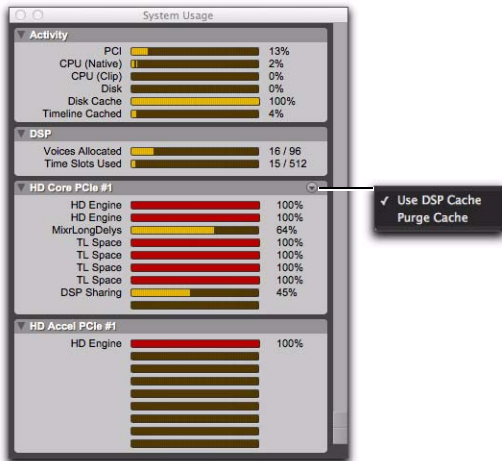 System Usage
Activity
PCI 13%
CPU (Native) 2%
CPU (Clip) 0%
Disk 0%
Disk Cache 100%
Timeline Cached 4%
DSP
Voices Allocated 16 / 96
Time Slots Used 15 / 512
HD Core PCIe #1
HD Engine 100%
HD Engine 100%
MixrLongDelys 64%
TL Space 100%
TL Space 100%
TL Space 100%
TL Space 100%
DSP Sharing 45%
✓ Use DSP Cache
Purge Cache
HD Accel PCIe #1
HD Engine 100%